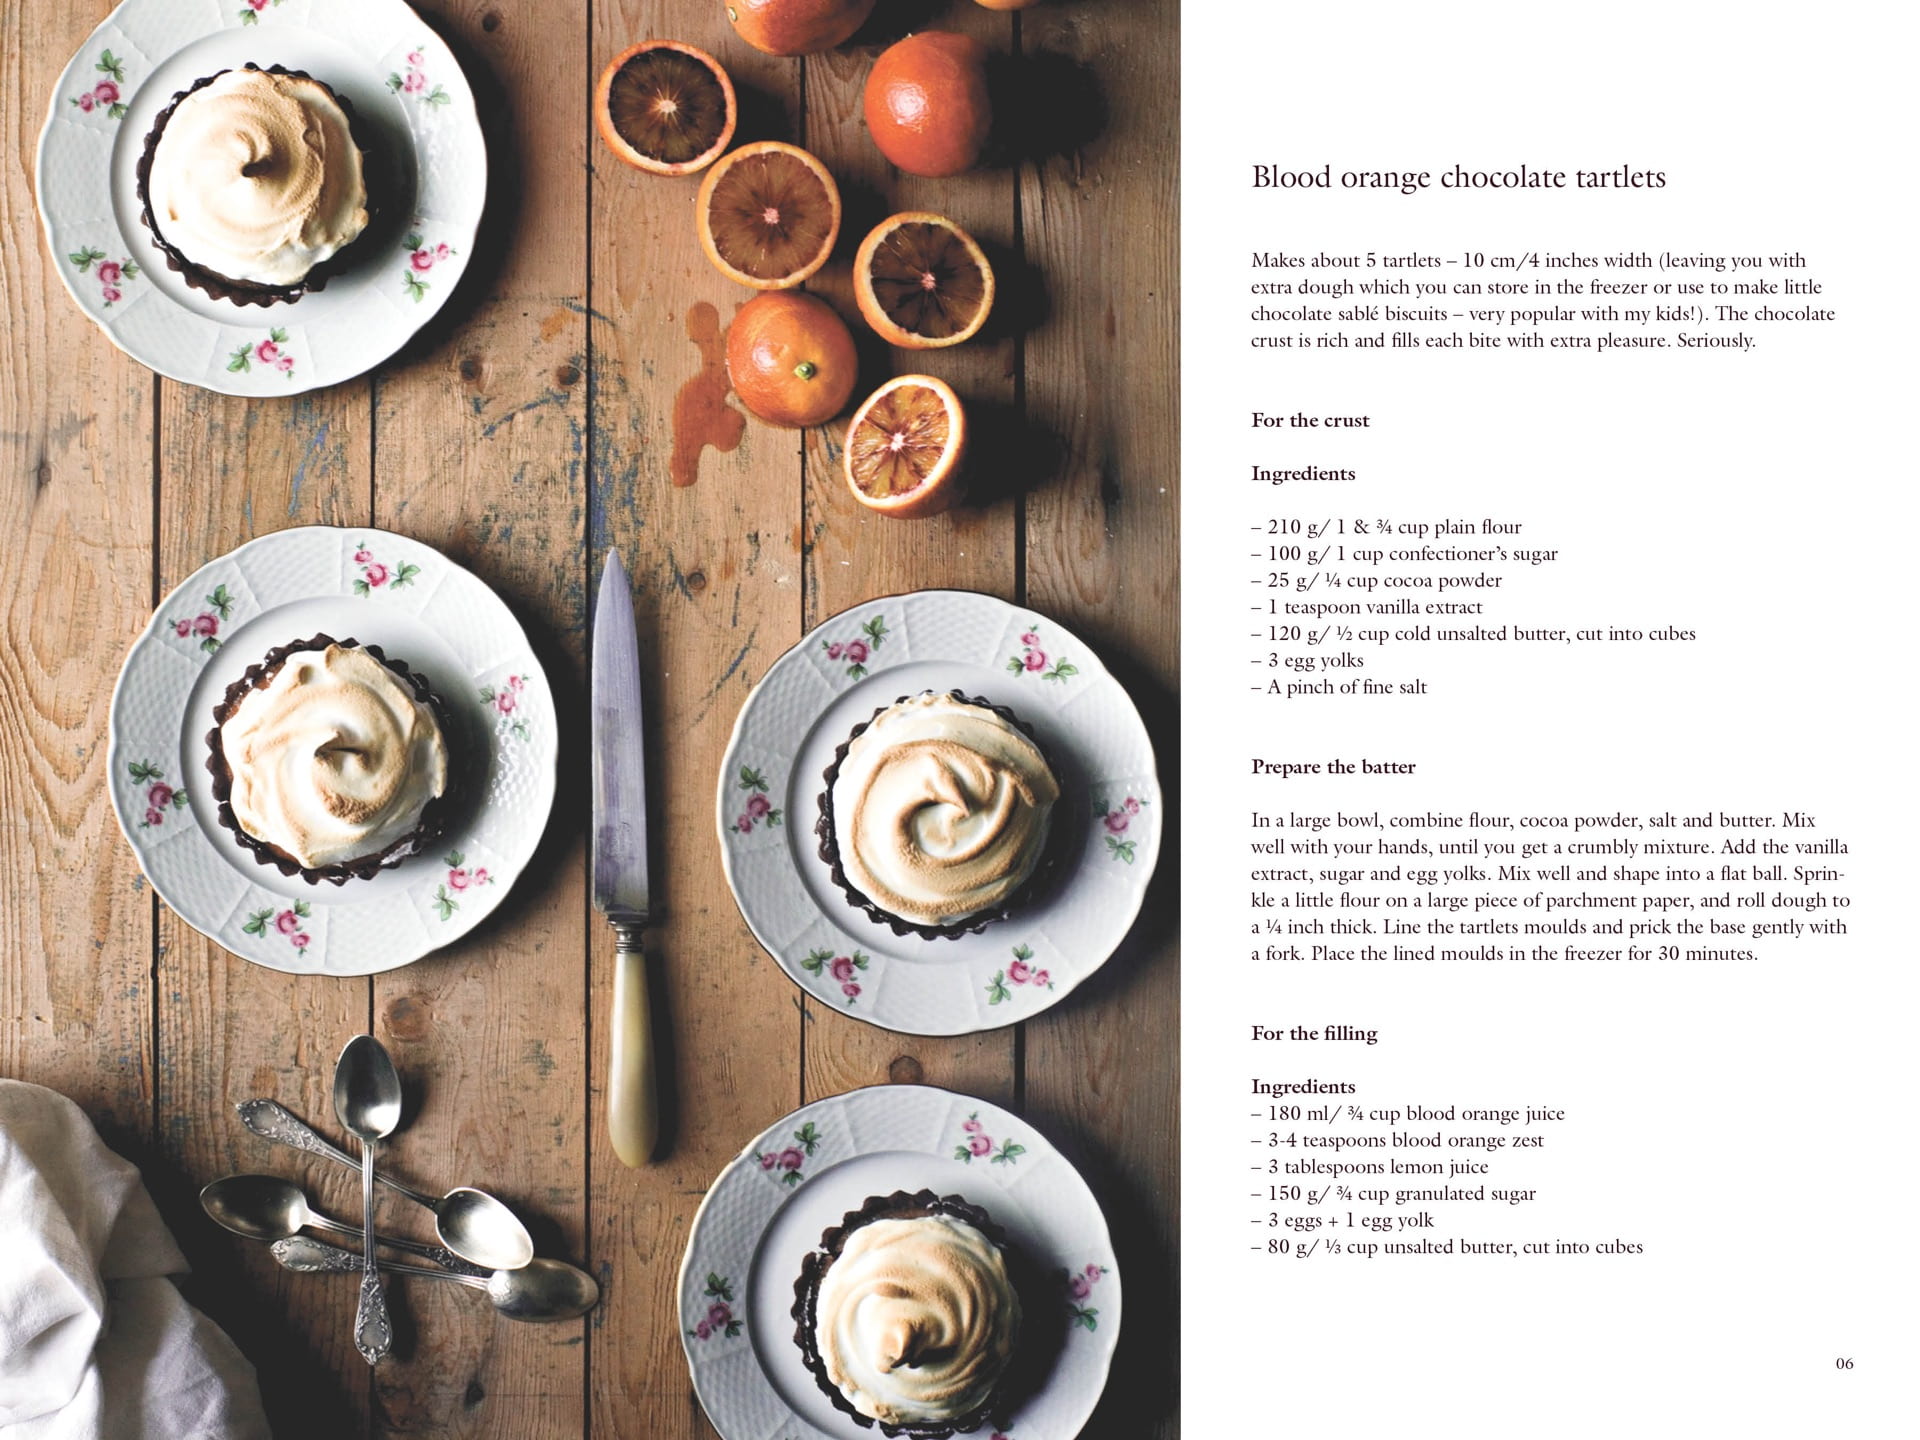 Blood orange chocolate tartlets
Makes about 5 tartlets – 10 cm/4 inches width (leaving you with
extra dough which you can store in the freezer or use to make little
chocolate sablé biscuits – very popular with my kids!). The chocolate
crust is rich and fills each bite with extra pleasure. Seriously.
For the crust
Ingredients
– 210 g/ 1 & ¾ cup plain flour
– 100 g/ 1 cup confectioner’s sugar
– 25 g/ ¼ cup cocoa powder
– 1 teaspoon vanilla extract
– 120 g/ ½ cup cold unsalted butter, cut into cubes
– 3 egg yolks
– A pinch of fine salt
Prepare the batter
In a large bowl, combine flour, cocoa powder, salt and butter. Mix
well with your hands, until you get a crumbly mixture. Add the vanilla
extract, sugar and egg yolks. Mix well and shape into a flat ball. Sprin-
kle a little flour on a large piece of parchment paper, and roll dough to
a ¼ inch thick. Line the tartlets moulds and prick the base gently with
a fork. Place the lined moulds in the freezer for 30 minutes.
For the filling
Ingredients
– 180 ml/ ¾ cup blood orange juice
– 3-4 teaspoons blood orange zest
– 3 tablespoons lemon juice
– 150 g/ ¾ cup granulated sugar
– 3 eggs + 1 egg yolk
– 80 g/ ⅓ cup unsalted butter, cut into cubes
06